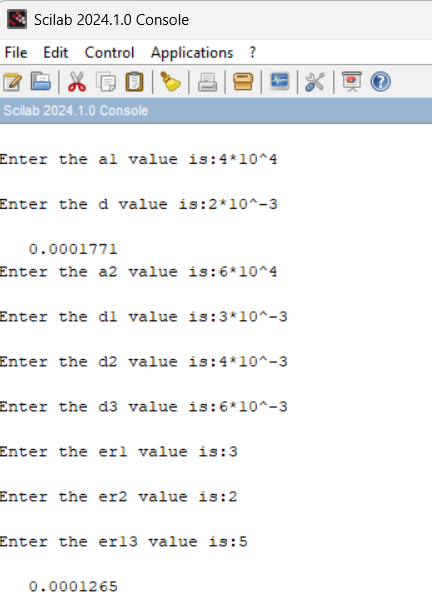 Scilab 2024.1.0 Console
File Edit Control Applications ?
Scilab 2024.1.0 Console
Enter the a1 value is:4*10^4
Enter the d value is:2*10^-3
0.0001771
Enter the a2 value is:6*10^4
Enter the d1 value is:3*10^-3
Enter the d2 value is:4*10^-3
Enter the d3 value is:6*10^-3
Enter the er1 value is:3
Enter the er2 value is:2
Enter the er13 value is:5
0.0001265